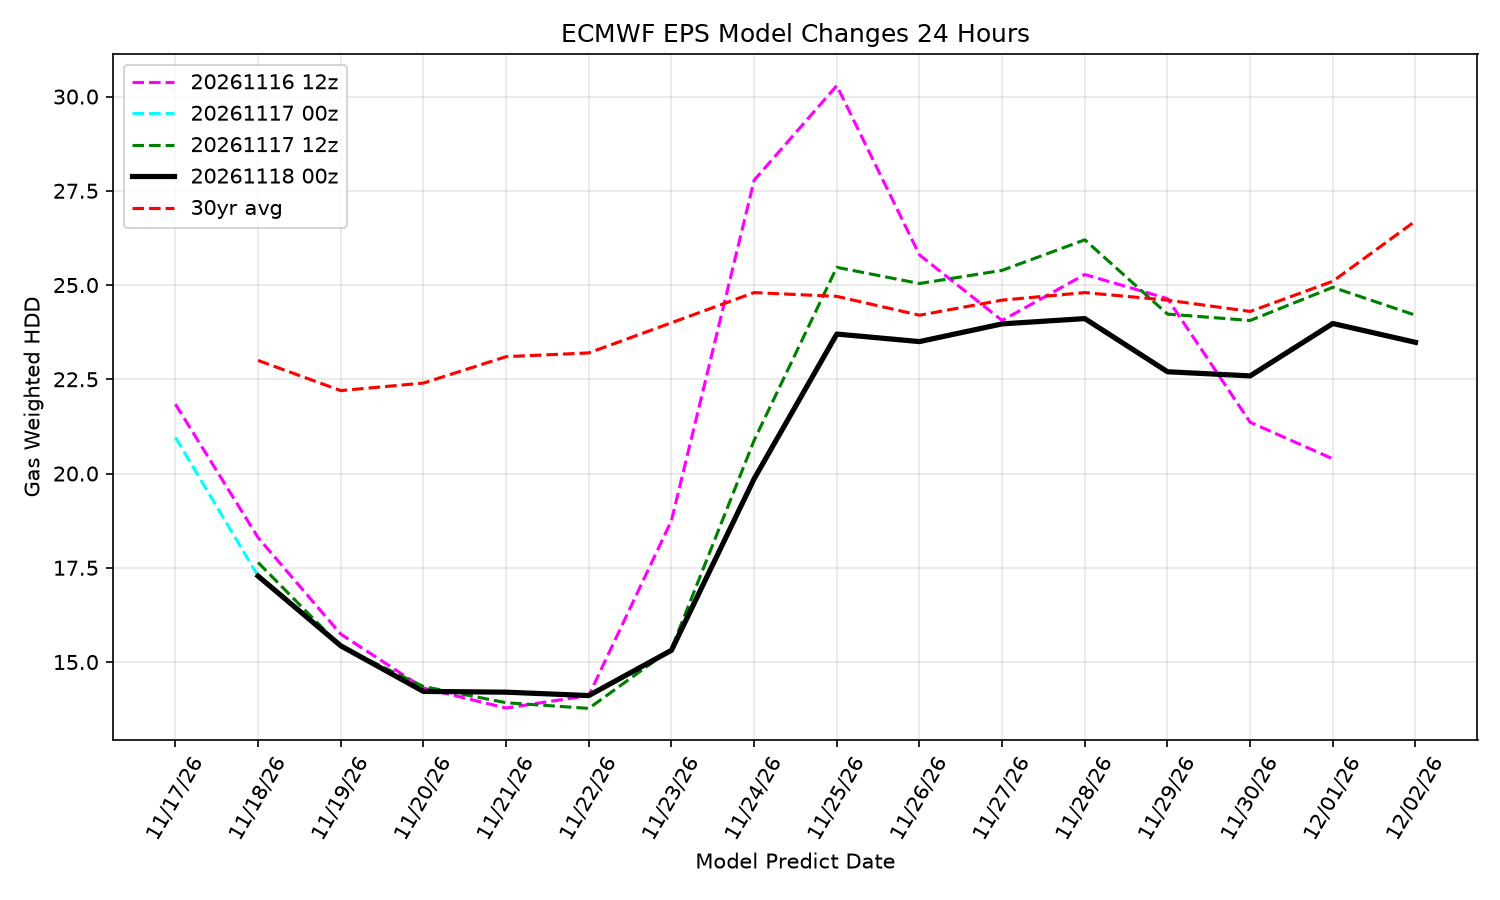 ECMWF EPS Model Changes 24 Hours
20261116 12z
20261117 00z
20261117 12z
20261118 00z
30yr avg
Gas Weighted HDD
30.0
27.5
25.0
22.5
20.0
17.5
15.0
11/17/26
11/18/26
11/19/26
11/20/26
11/21/26
11/22/26
11/23/26
11/24/26
11/25/26
11/26/26
11/27/26
11/28/26
11/29/26
11/30/26
12/01/26
12/02/26
Model Predict Date